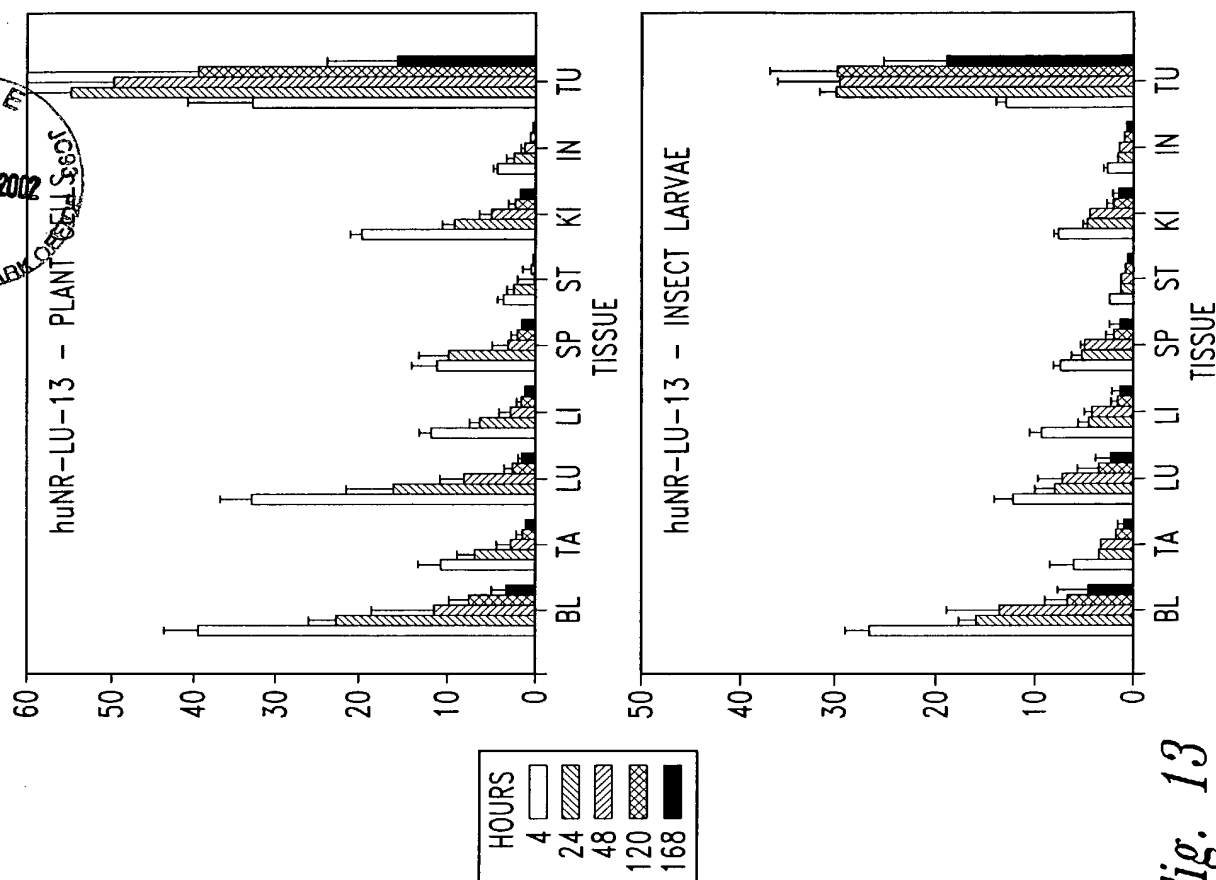 2002
huNR-LU-13 - PLANT CELLS
60
50
40
30
20
10
0
BL
TA
LU
LI
SP
ST
KI
IN
TU
TISSUE
HOURS
4
24
48
120
168
huNR-LU-13 - INSECT LARVAE
50
40
30
20
10
0
BL
TA
LU
LI
SP
ST
KI
IN
TU
TISSUE
Fig. 13